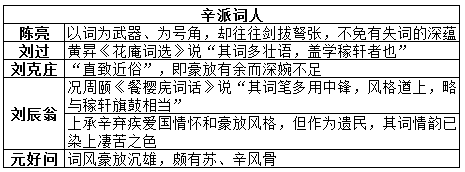 辛派词人
陈亮 以词为武器、为号角，却往往剑拔弩张，不免有失词的深蕴
刘过 黄昇《花庵词选》说“其词多壮语，盖学稼轩者也”
刘克庄 “直致近俗”，即豪放有余而深婉不足
刘辰翁 况周颐《餐樱庑词话》说“其词笔多用中锋，风格遒上，略
与稼轩旗鼓相当”
上承辛弃疾爱国情怀和豪放风格，但作为遗民，其词情韵已
染上凄苦之色
元好问 词风豪放沉雄，颇有苏、辛风骨